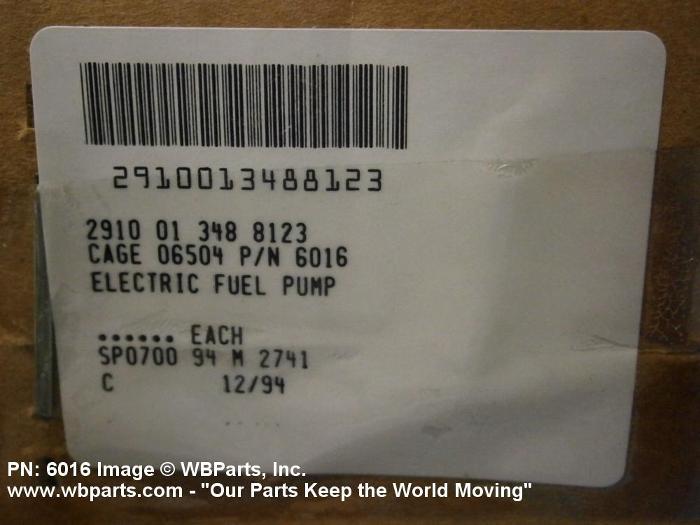 2910013488123
2910 01 348 8123
CAGE 06504 P/N 6016
ELECTRIC FUEL PUMP
...... EACH
SP0700 94 M 2741
C 12/94
PN: 6016 Image © WBParts, Inc.
www.wbparts.com - "Our Parts Keep the World Moving"